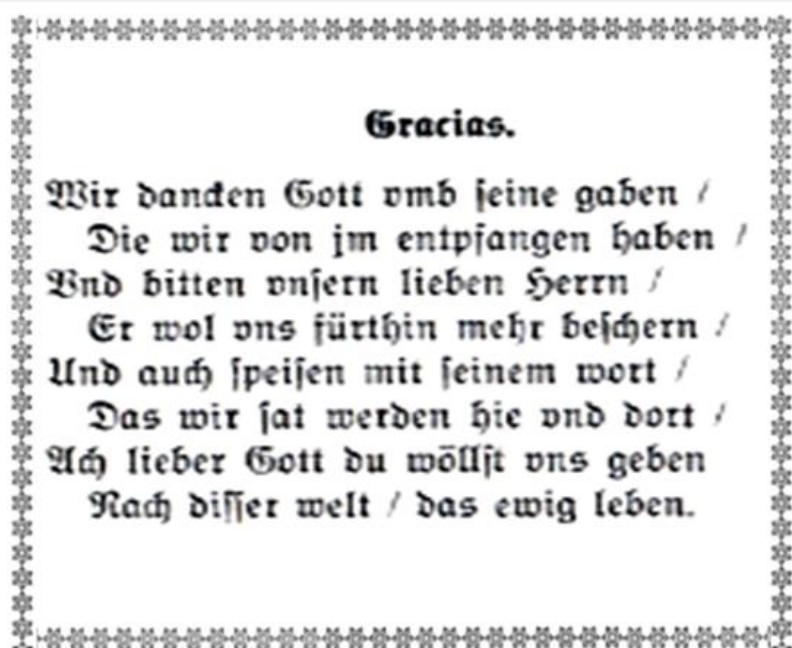 Gracias.
Wir dancken Gott vmb ſeine gaben /
Die wir von jm entpfangen haben /
Vnd bitten vnſern lieben Herrn /
Er wol vns fürthin mehr beſchern /
Und auch ſpeiſen mit ſeinem wort /
Das wir ſat werden hie vnd dort /
Ach lieber Gott du wöllſt vns geben
Nach diſſer welt / das ewig leben.